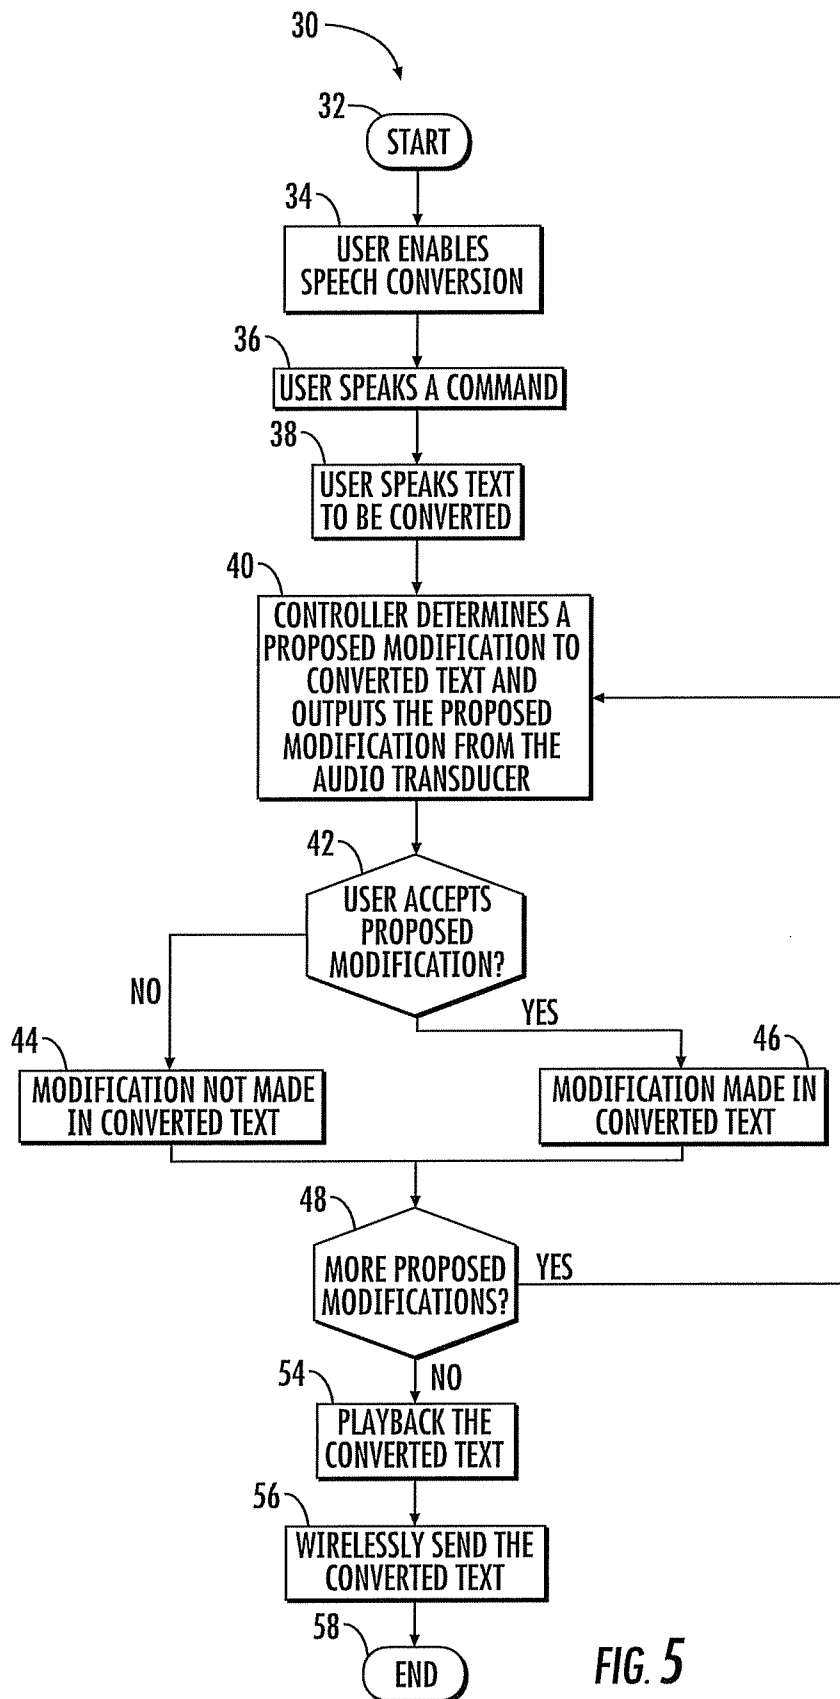 30
32
START
34
USER ENABLES
SPEECH CONVERSION
36
USER SPEAKS A COMMAND
38
USER SPEAKS TEXT
TO BE CONVERTED
40
CONTROLLER DETERMINES A
PROPOSED MODIFICATION TO
CONVERTED TEXT AND
OUTPUTS THE PROPOSED
MODIFICATION FROM THE
AUDIO TRANSDUCER
42
USER ACCEPTS
PROPOSED
MODIFICATION?
NO
YES
44
MODIFICATION NOT MADE
IN CONVERTED TEXT
46
MODIFICATION MADE IN
CONVERTED TEXT
48
MORE PROPOSED
MODIFICATIONS?
YES
NO
54
PLAYBACK THE
CONVERTED TEXT
56
WIRELESSLY SEND THE
CONVERTED TEXT
58
END
FIG. 5